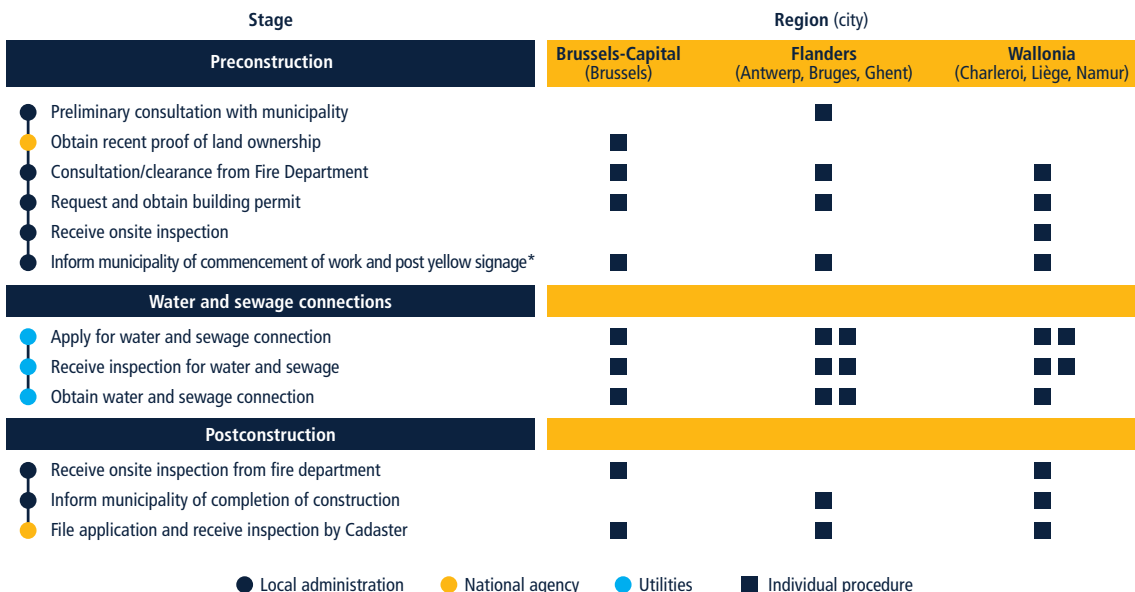 Stage
Region (city)
Preconstruction
Brussels-Capital
(Brussels)
Flanders
(Antwerp, Bruges, Ghent)
Wallonia
(Charleroi, Liège, Namur)
Preliminary consultation with municipality
Obtain recent proof of land ownership
Consultation/clearance from Fire Department
Request and obtain building permit
Receive onsite inspection
Inform municipality of commencement of work and post yellow signage*
Water and sewage connections
Apply for water and sewage connection
Receive inspection for water and sewage
Obtain water and sewage connection
Postconstruction
Receive onsite inspection from fire department
Inform municipality of completion of construction
File application and receive inspection by Cadaster
Local administration
National agency
Utilities
Individual procedure